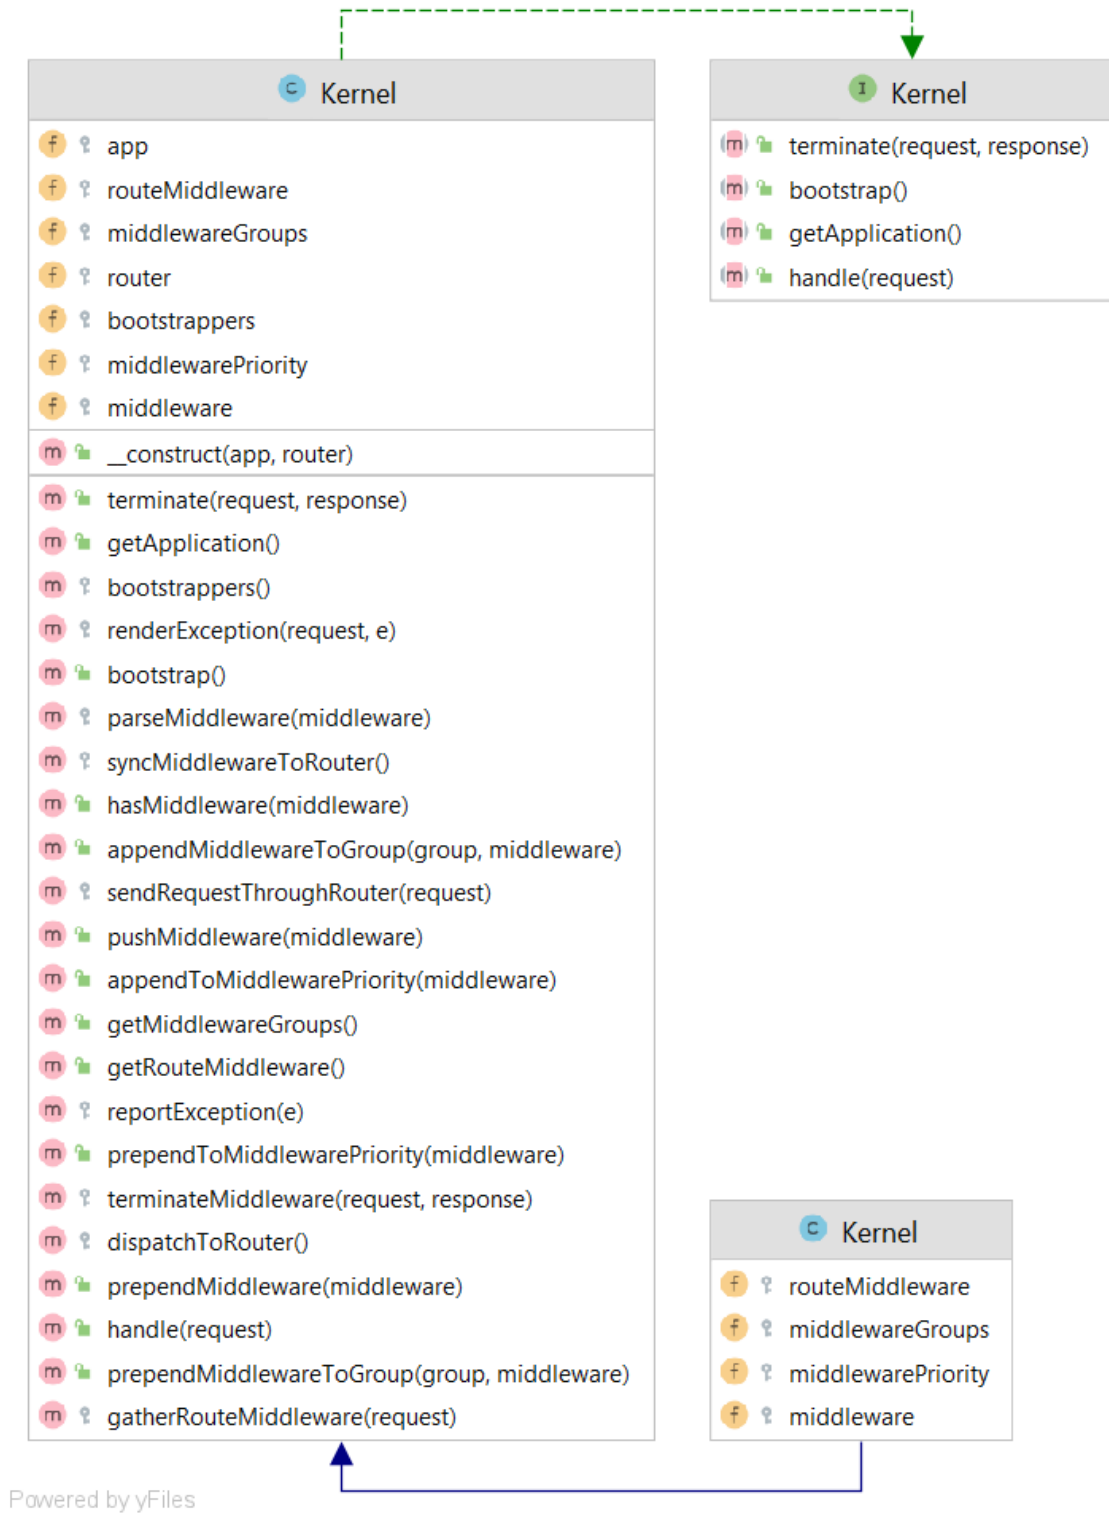 Kernel
app
routeMiddleware
middlewareGroups
router
bootstrappers
middlewarePriority
middleware
__construct(app, router)
terminate(request, response)
getApplication()
bootstrappers()
renderException(request, e)
bootstrap()
parseMiddleware(middleware)
syncMiddlewareToRouter()
hasMiddleware(middleware)
appendMiddlewareToGroup(group, middleware)
sendRequestThroughRouter(request)
pushMiddleware(middleware)
appendToMiddlewarePriority(middleware)
getMiddlewareGroups()
getRouteMiddleware()
reportException(e)
prependToMiddlewarePriority(middleware)
terminateMiddleware(request, response)
dispatchToRouter()
prependMiddleware(middleware)
handle(request)
prependMiddlewareToGroup(group, middleware)
gatherRouteMiddleware(request)
Kernel
terminate(request, response)
bootstrap()
getApplication()
handle(request)
Kernel
routeMiddleware
middlewareGroups
middlewarePriority
middleware
Powered by yFiles